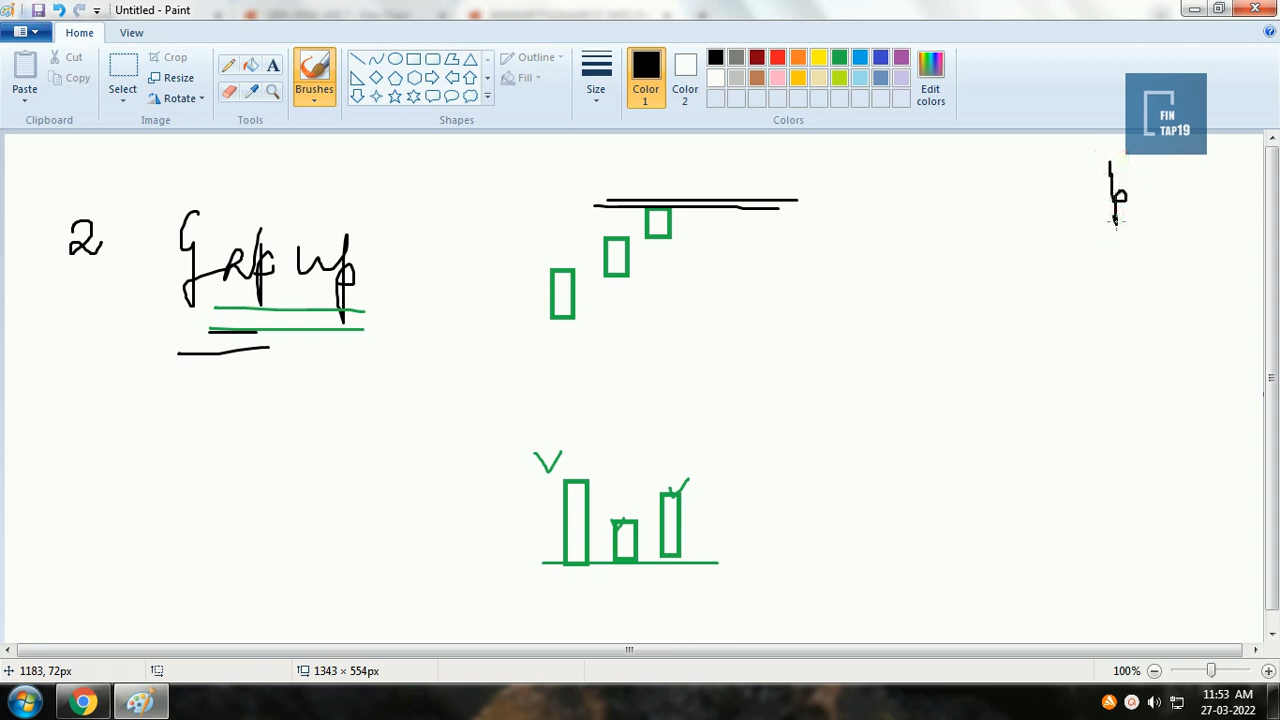 Untitled - Paint
Home
View
Paste
Cut
Copy
Clipboard
Select
Crop
Resize
Rotate
Image
A
Tools
Brushes
Outline
Fill
Shapes
Size
Color 1
Color 2
Edit colors
Colors
FIN
TAP19
2 Gap up
p
1183, 72px
1343 × 554px
100%
11:53 AM
27-03-2022